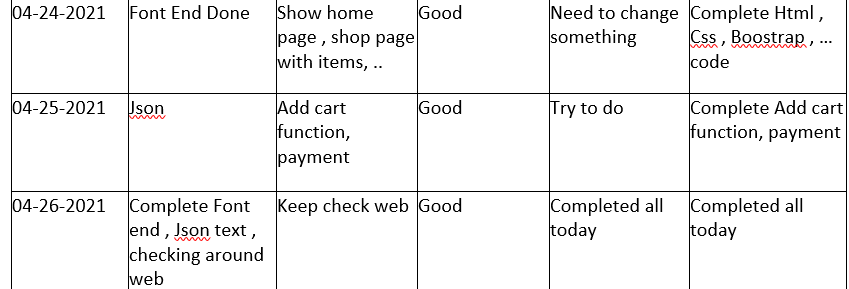 04-24-2021 Font End Done Show home Good Need to change Complete Html ,
page , shop page something Css , Boostrap , ...
with items, .. code
04-25-2021 Json Add cart Good Try to do Complete Add cart
function, function, payment
payment
04-26-2021 Complete Font Keep check web Good Completed all Completed all
end , Json text , today today
checking around
web